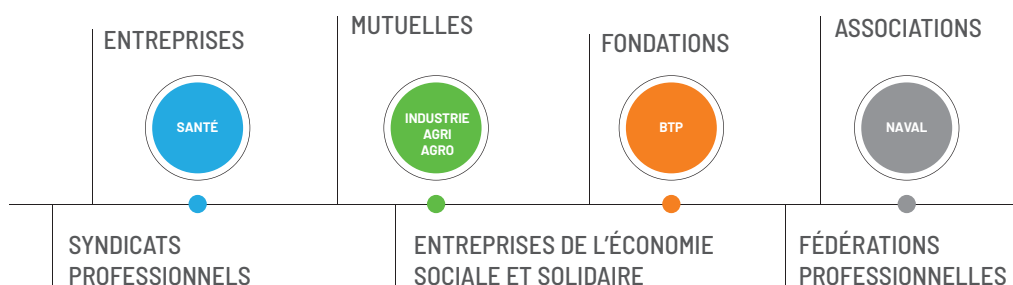 ENTREPRISES
MUTUELLES
FONDATIONS
ASSOCIATIONS
SANTÉ
INDUSTRIE
AGRI
AGRO
BTP
NAVAL
SYNDICATS
PROFESSIONNELS
ENTREPRISES DE L'ÉCONOMIE
SOCIALE ET SOLIDAIRE
FÉDÉRATIONS
PROFESSIONNELLES